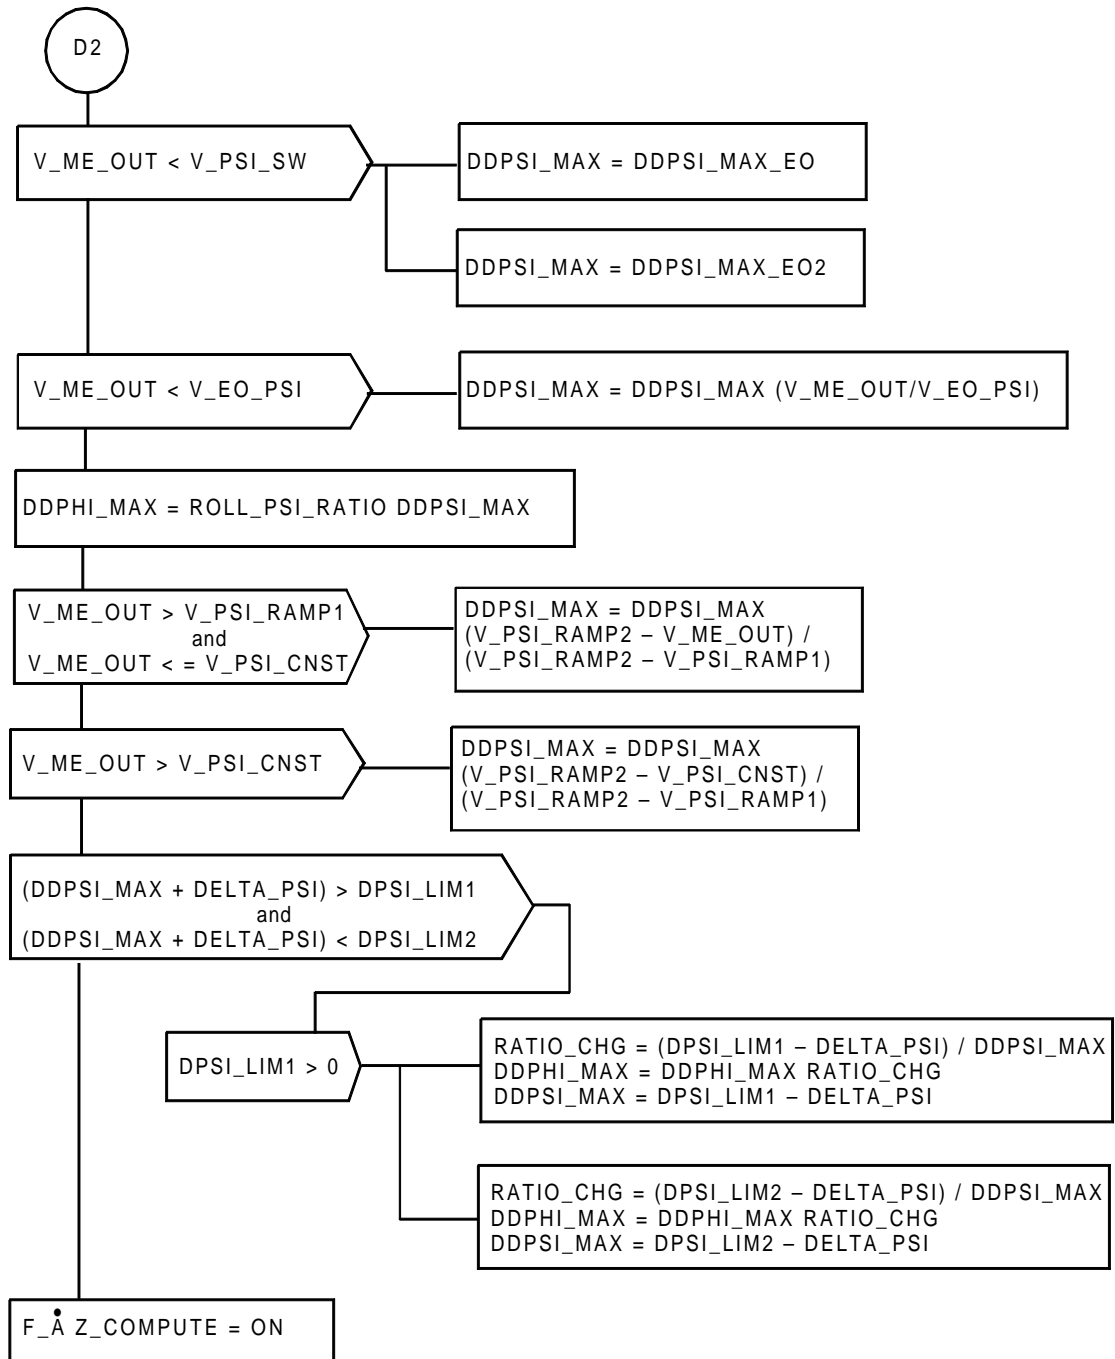 D2
V_ME_OUT < V_PSI_SW
DDPSI_MAX = DDPSI_MAX_EO
DDPSI_MAX = DDPSI_MAX_EO2
V_ME_OUT < V_EO_PSI
DDPSI_MAX = DDPSI_MAX (V_ME_OUT/V_EO_PSI)
DDPHI_MAX = ROLL_PSI_RATIO DDPSI_MAX
V_ME_OUT > V_PSI_RAMP1
and
V_ME_OUT < = V_PSI_CNST
DDPSI_MAX = DDPSI_MAX
(V_PSI_RAMP2 – V_ME_OUT) /
(V_PSI_RAMP2 – V_PSI_RAMP1)
V_ME_OUT > V_PSI_CNST
DDPSI_MAX = DDPSI_MAX
(V_PSI_RAMP2 – V_PSI_CNST) /
(V_PSI_RAMP2 – V_PSI_RAMP1)
(DDPSI_MAX + DELTA_PSI) > DPSI_LIM1
and
(DDPSI_MAX + DELTA_PSI) < DPSI_LIM2
DPSI_LIM1 > 0
RATIO_CHG = (DPSI_LIM1 – DELTA_PSI) / DDPSI_MAX
DDPHI_MAX = DDPHI_MAX RATIO_CHG
DDPSI_MAX = DPSI_LIM1 – DELTA_PSI
RATIO_CHG = (DPSI_LIM2 – DELTA_PSI) / DDPSI_MAX
DDPHI_MAX = DDPHI_MAX RATIO_CHG
DDPSI_MAX = DPSI_LIM2 – DELTA_PSI
F_Ȧ Z_COMPUTE = ON